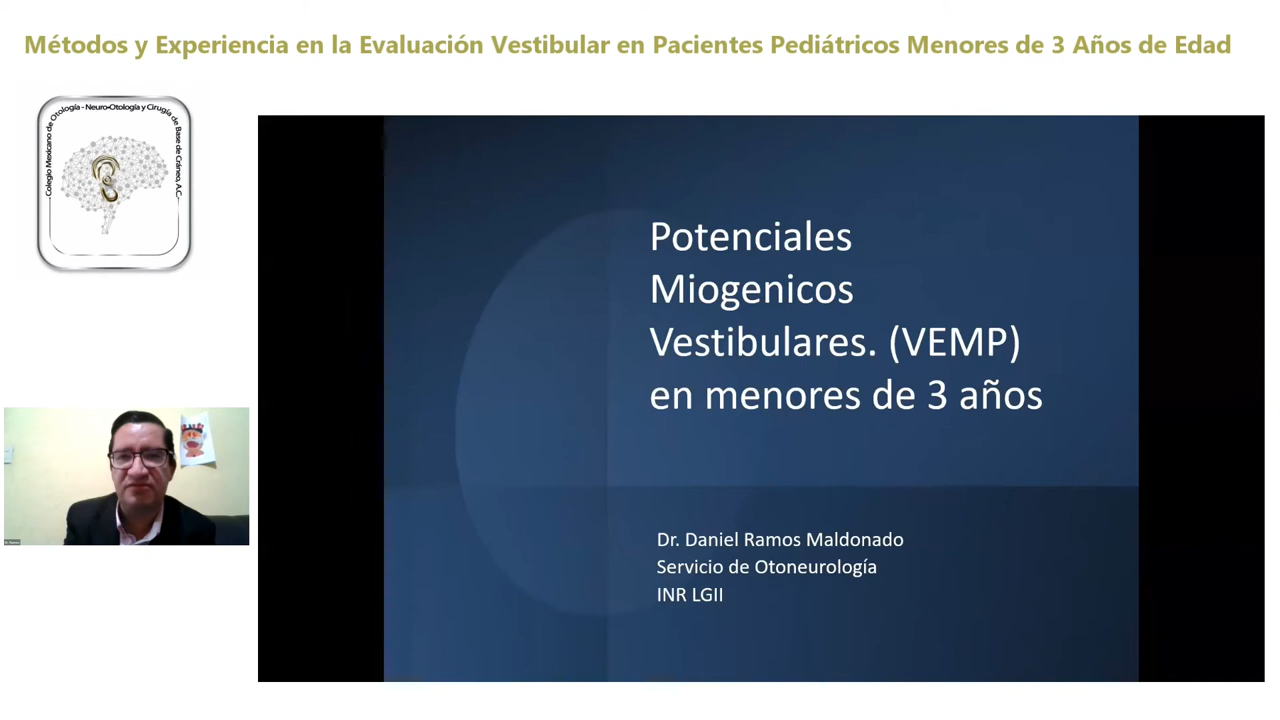 Métodos y Experiencia en la Evaluación Vestibular en Pacientes Pediátricos Menores de 3 Años de Edad
Colegio Mexicano de Otología - Neuro-Otología y Cirugía de Base de Cráneo, A.C.
Potenciales
Miogenicos
Vestibulares. (VEMP)
en menores de 3 años
Dr. Daniel Ramos Maldonado
Servicio de Otoneurología
INR LGII